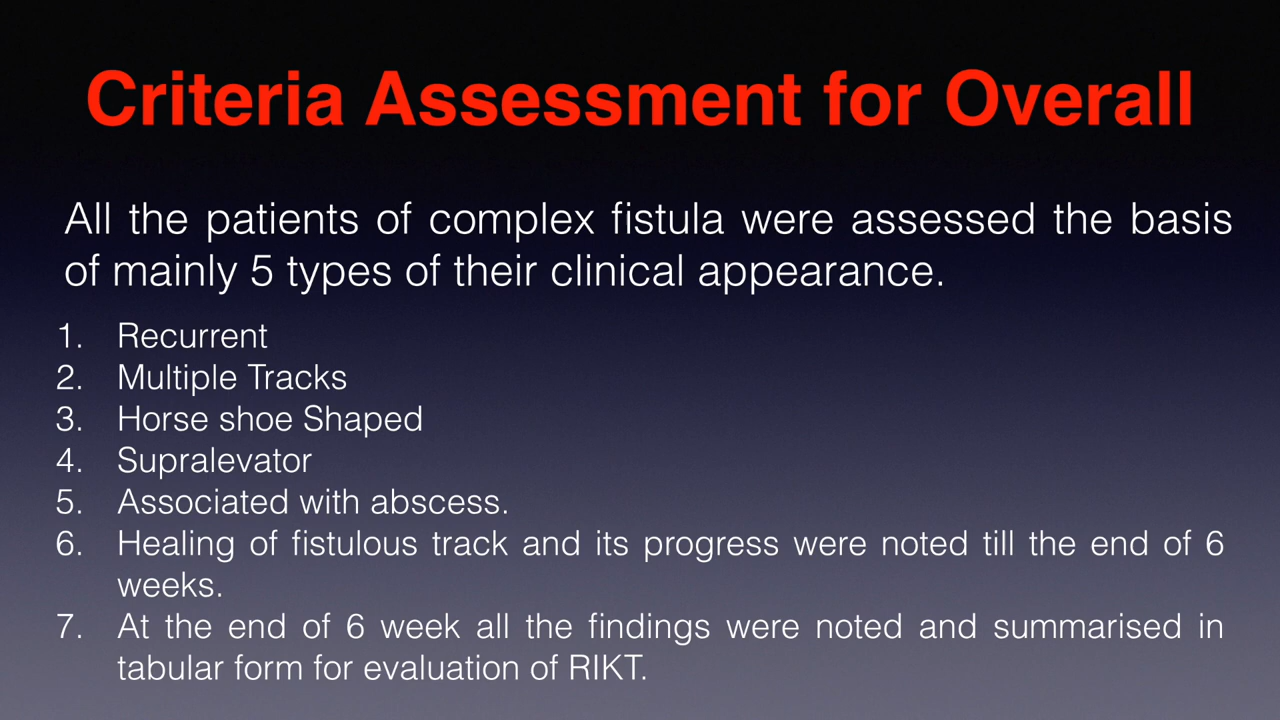 Criteria Assessment for Overall
All the patients of complex fistula were assessed the basis
of mainly 5 types of their clinical appearance.
1. Recurrent
2. Multiple Tracks
3. Horse shoe Shaped
4. Supralevator
5. Associated with abscess.
6. Healing of fistulous track and its progress were noted till the end of 6
weeks.
7. At the end of 6 week all the findings were noted and summarised in
tabular form for evaluation of RIKT.